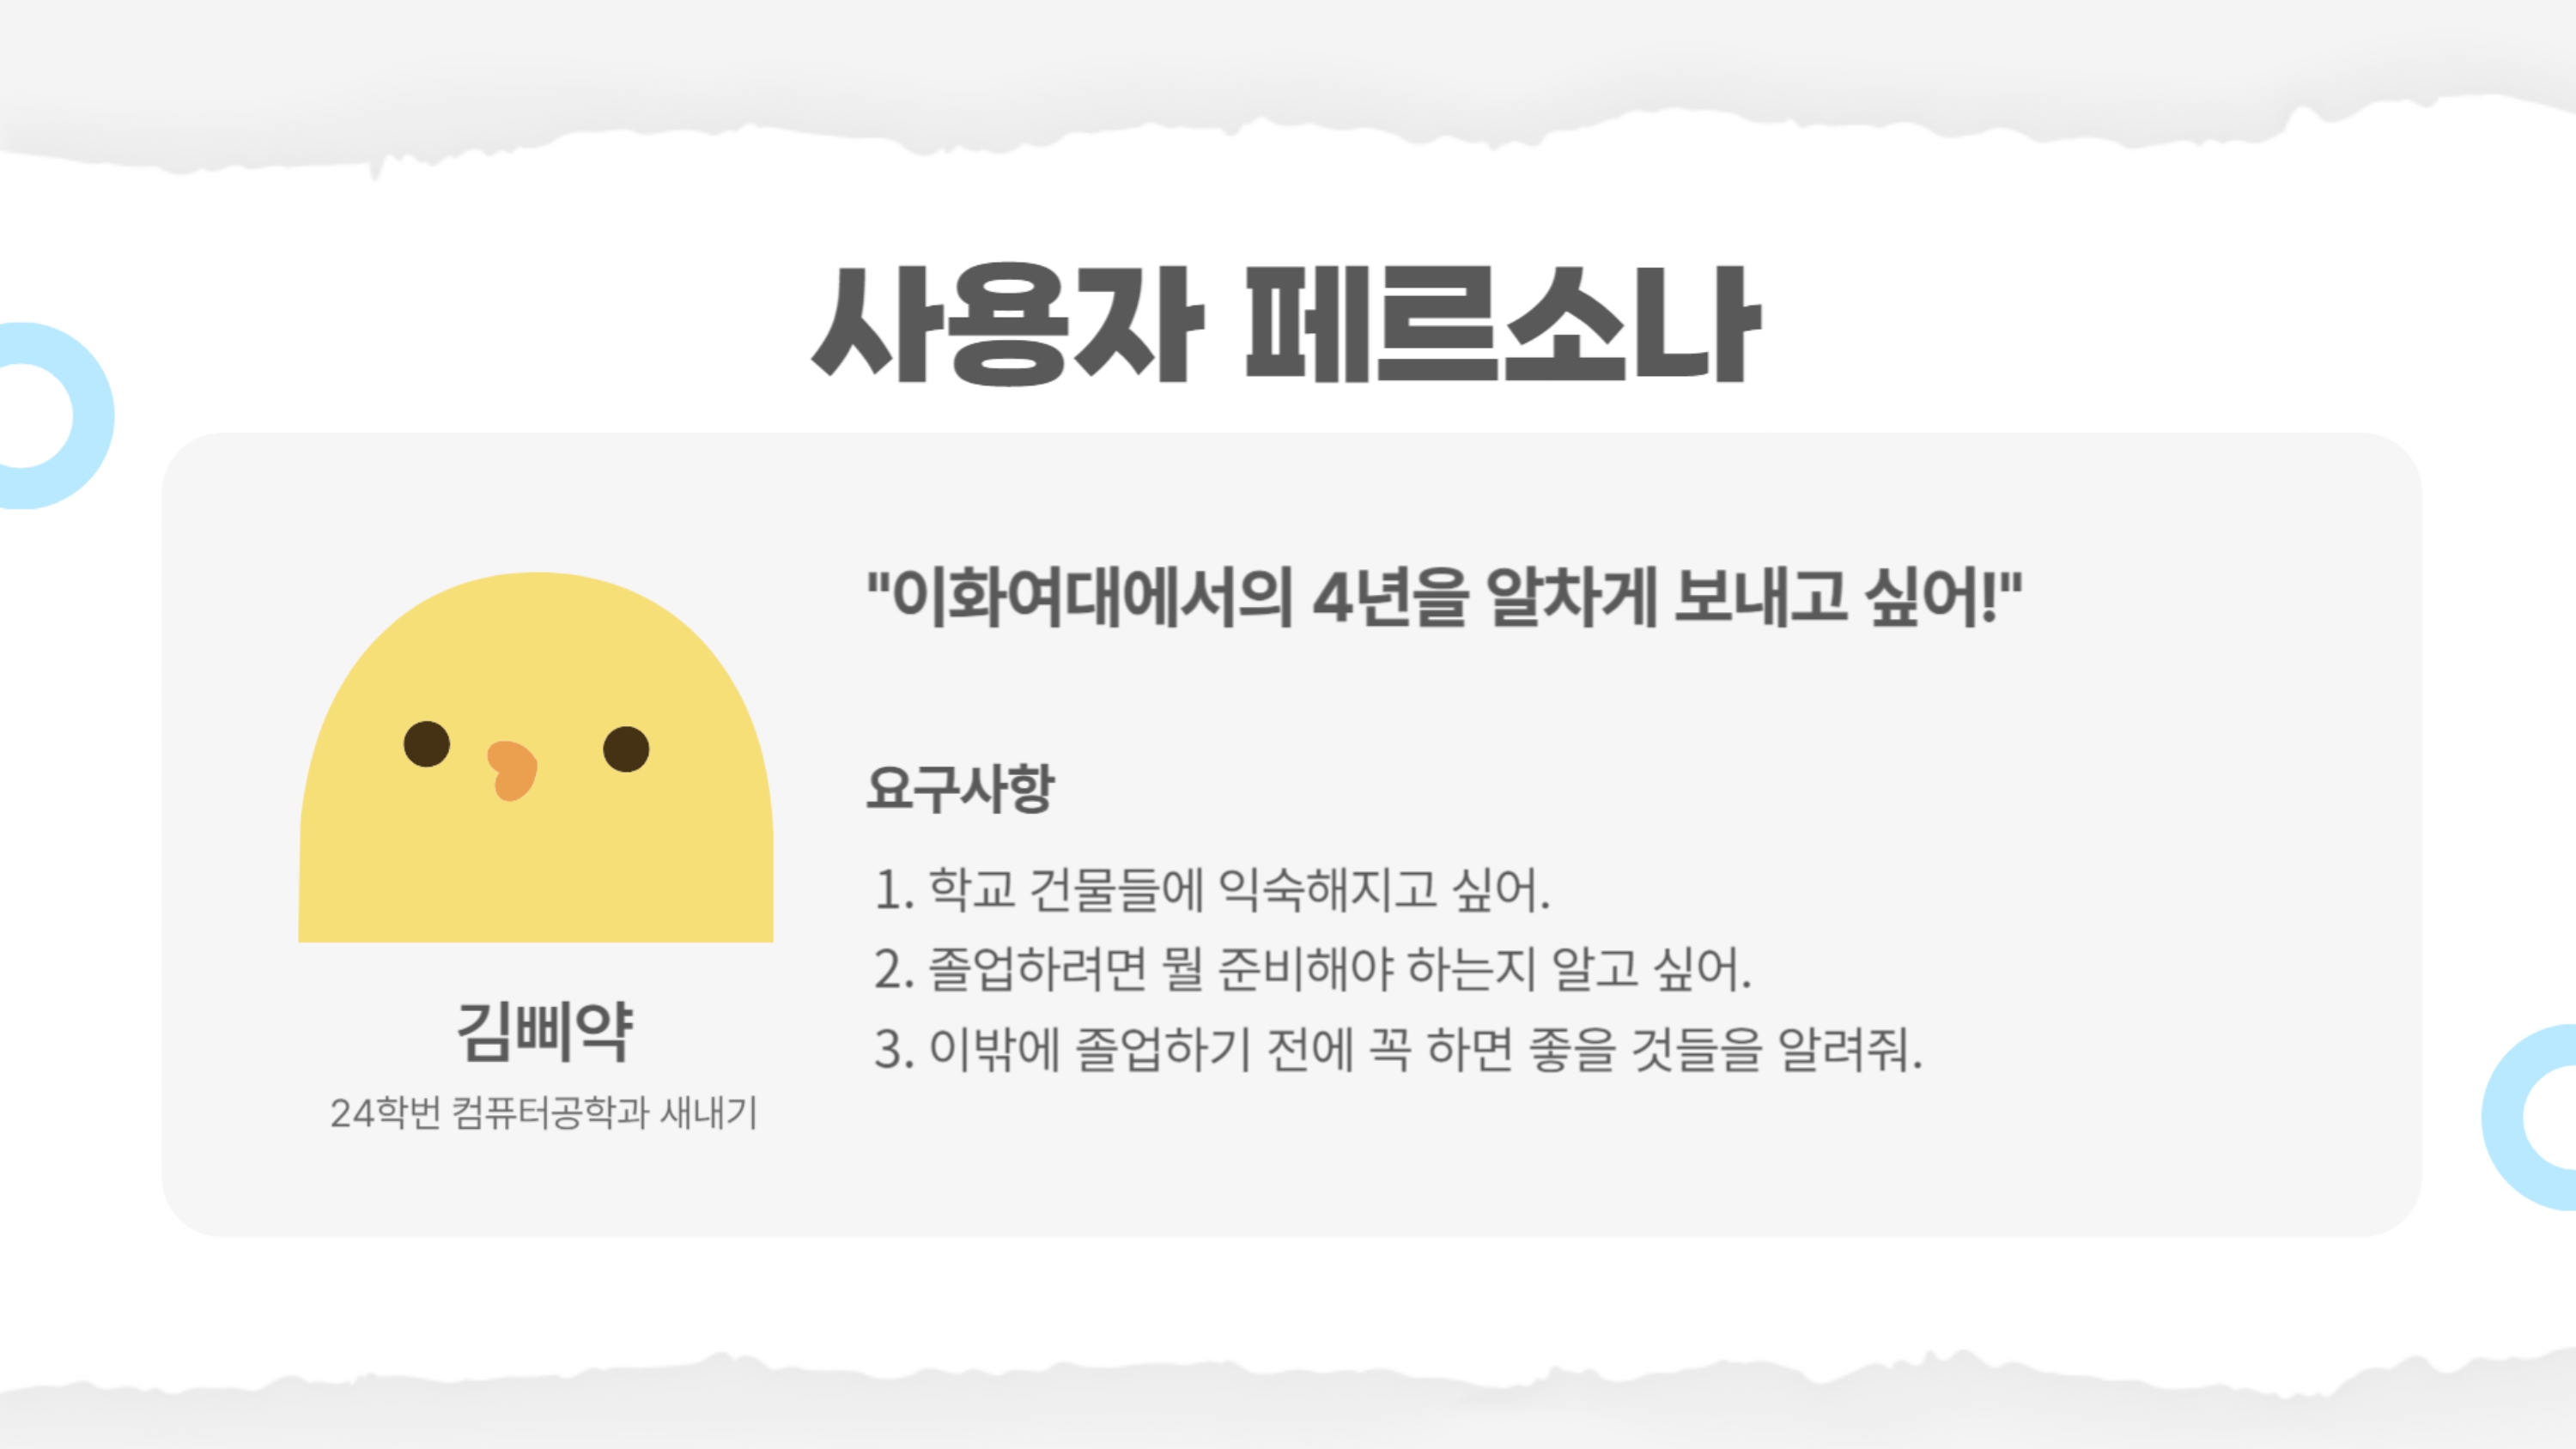 사용자 페르소나
"이화여대에서의 4년을 알차게 보내고 싶어!"
요구사항
1. 학교 건물들에 익숙해지고 싶어.
2. 졸업하려면 뭘 준비해야 하는지 알고 싶어.
3. 이밖에 졸업하기 전에 꼭 하면 좋을 것들을 알려줘.
김삐약
24학번 컴퓨터공학과 새내기